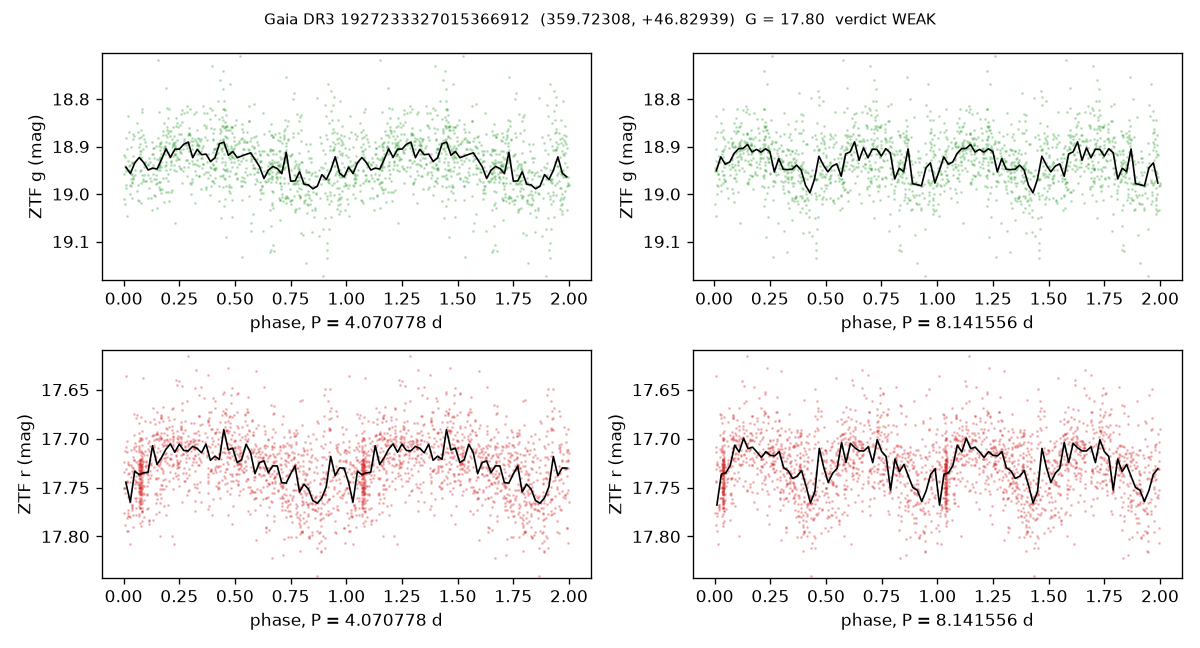 Gaia DR3 1927233327015366912 (359.72308, +46.82939) G = 17.80 verdict WEAK
ZTF g (mag)
18.8
18.9
19.0
19.1
0.00 0.25 0.50 0.75 1.00 1.25 1.50 1.75 2.00
phase, P = 4.070778 d
ZTF g (mag)
18.8
18.9
19.0
19.1
0.00 0.25 0.50 0.75 1.00 1.25 1.50 1.75 2.00
phase, P = 8.141556 d
ZTF r (mag)
17.65
17.70
17.75
17.80
0.00 0.25 0.50 0.75 1.00 1.25 1.50 1.75 2.00
phase, P = 4.070778 d
ZTF r (mag)
17.65
17.70
17.75
17.80
0.00 0.25 0.50 0.75 1.00 1.25 1.50 1.75 2.00
phase, P = 8.141556 d